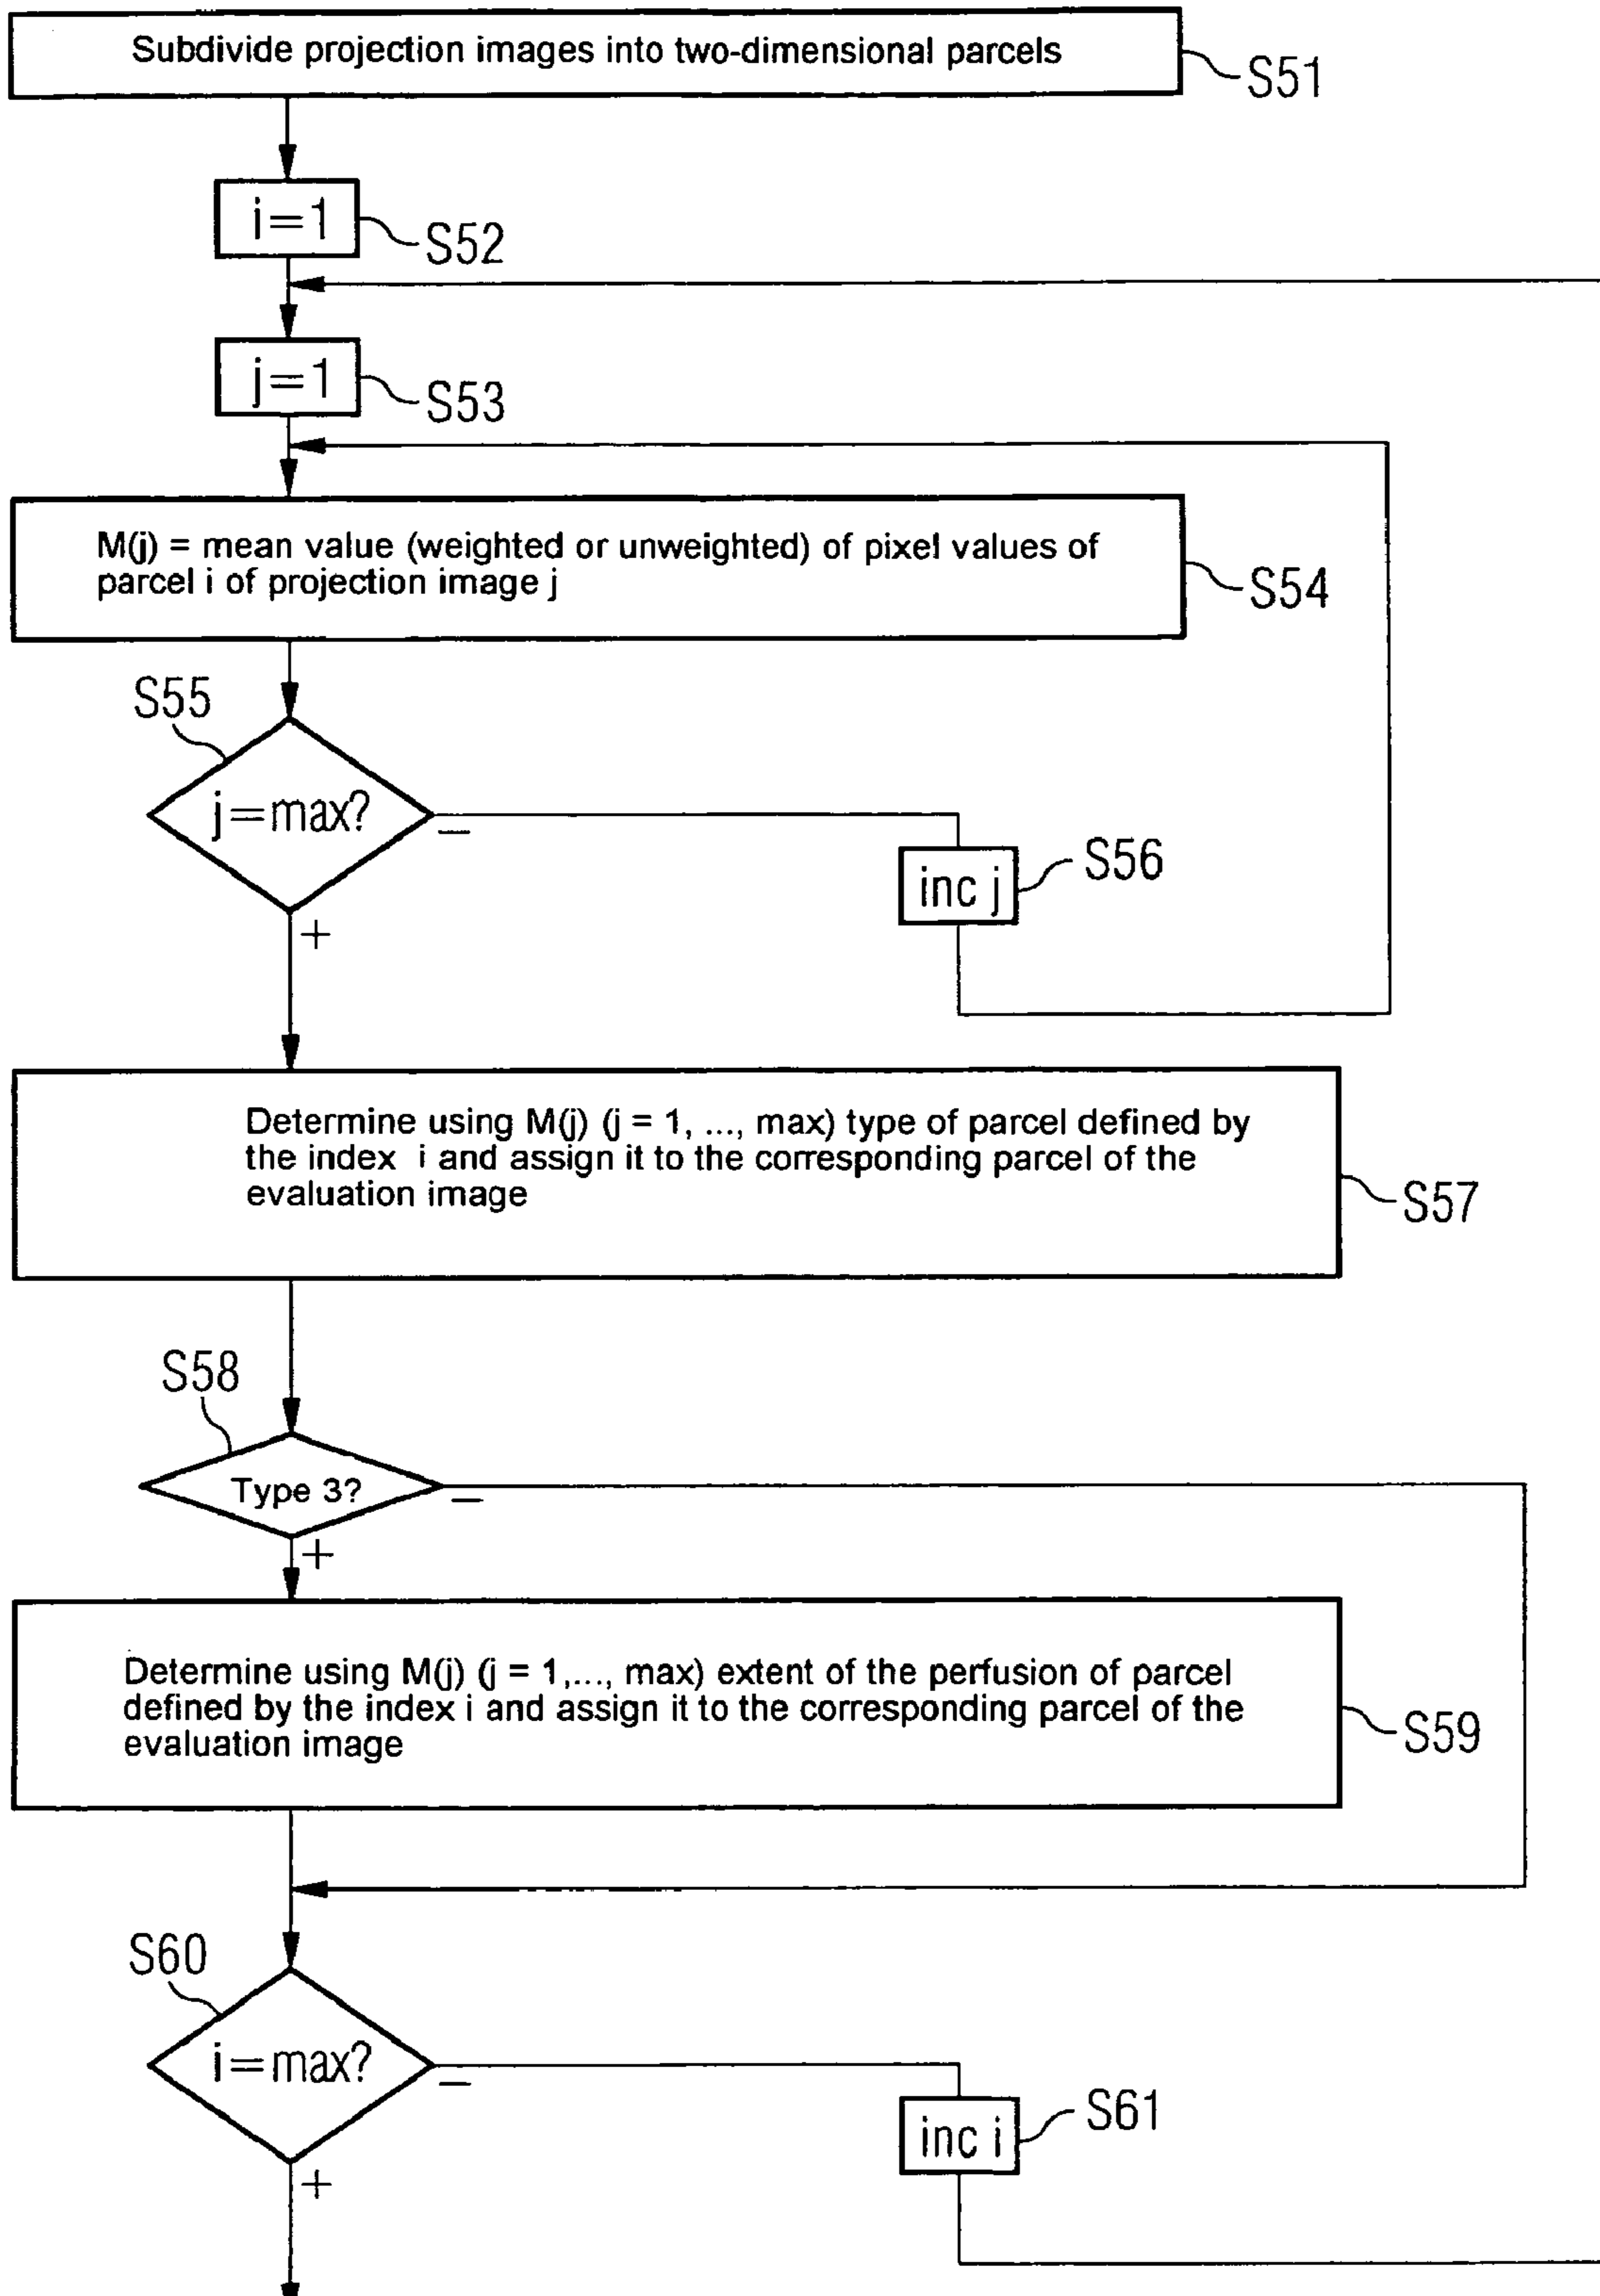 Subdivide projection images into two-dimensional parcels
S51
i=1
S52
j=1
S53
M(j) = mean value (weighted or unweighted) of pixel values of
parcel i of projection image j
S54
S55
j=max?
–
+
inc j
S56
Determine using M(j) (j = 1, ..., max) type of parcel defined by
the index i and assign it to the corresponding parcel of the
evaluation image
S57
S58
Type 3?
–
+
Determine using M(j) (j = 1,..., max) extent of the perfusion of parcel
defined by the index i and assign it to the corresponding parcel of the
evaluation image
S59
S60
i=max?
–
+
inc i
S61